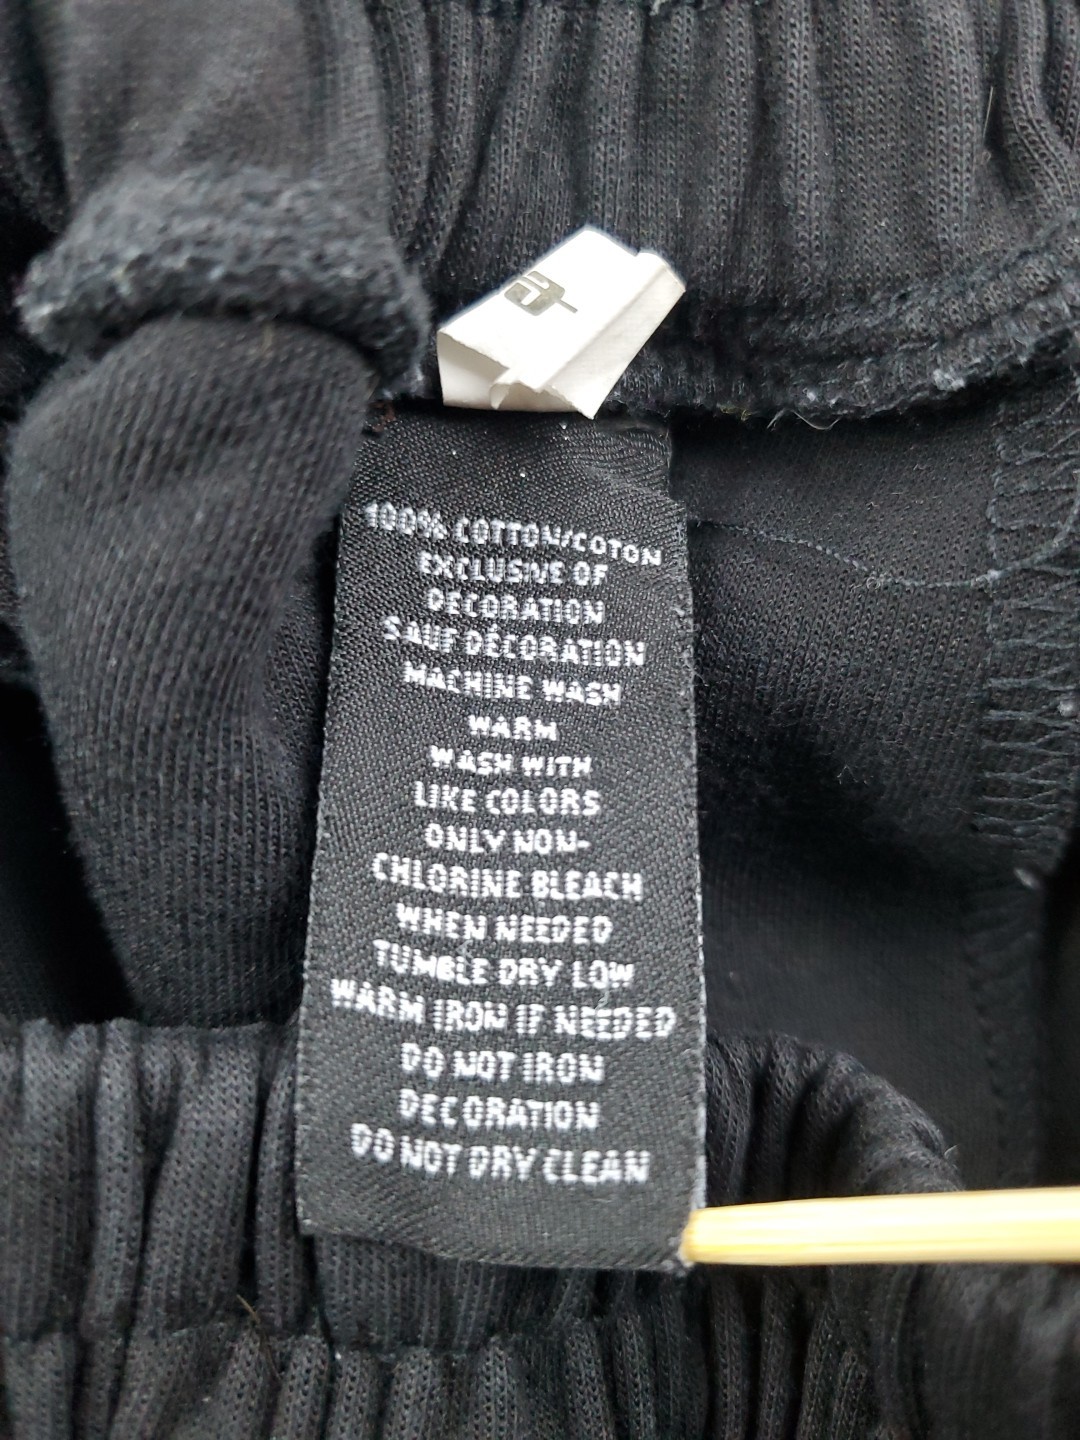 100% COTTON/COTON
EXCLUSIVE OF
DECORATION
SAUF DÉCORATION
MACHINE WASH
WARM
WASH WITH
LIKE COLORS
ONLY NON-
CHLORINE BLEACH
WHEN NEEDED
TUMBLE DRY LOW
WARM IRON IF NEEDED
DO NOT IRON
DECORATION
DO NOT DRY CLEAN